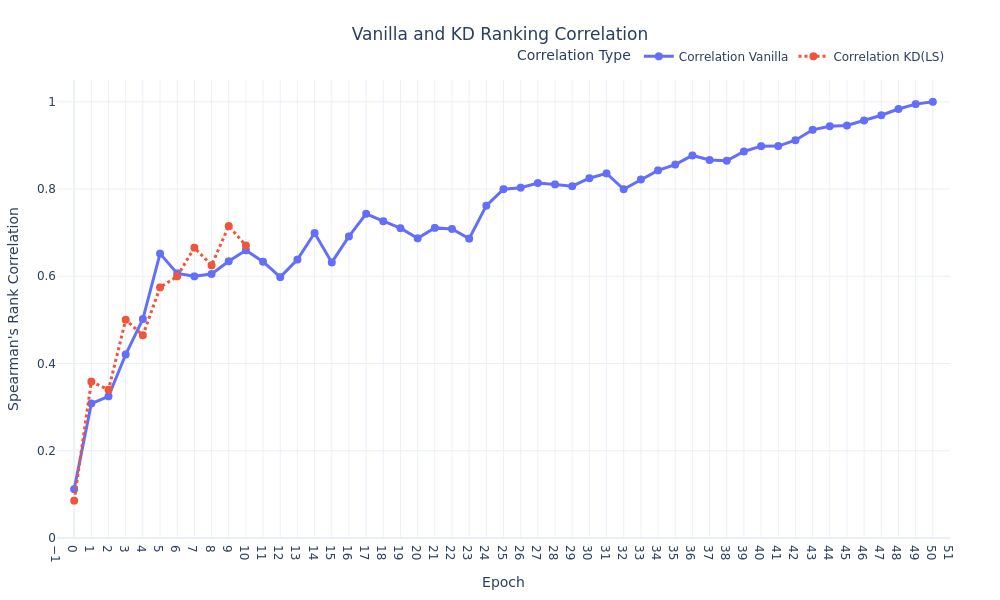 Vanilla and KD Ranking Correlation
Correlation Type Correlation Vanilla Correlation KD(LS)
Spearman's Rank Correlation
1
0.8
0.6
0.4
0.2
0
−1 0 1 2 3 4 5 6 7 8 9 10 11 12 13 14 15 16 17 18 19 20 21 22 23 24 25 26 27 28 29 30 31 32 33 34 35 36 37 38 39 40 41 42 43 44 45 46 47 48 49 50 51
Epoch